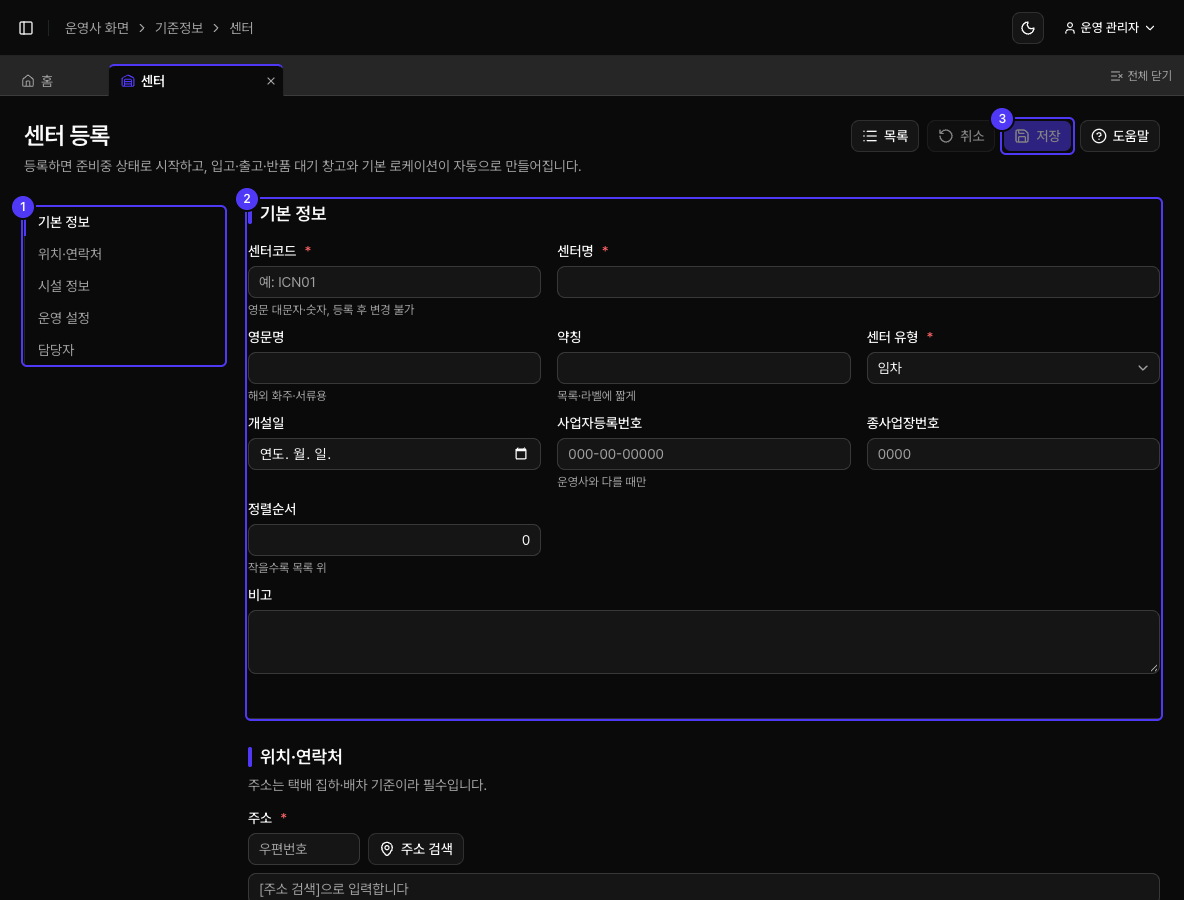 운영사 화면 > 기준정보 > 센터
운영 관리자
홈
센터
전체 닫기
센터 등록
목록
취소
3
저장
도움말
등록하면 준비중 상태로 시작하고, 입고·출고·반품 대기 창고와 기본 로케이션이 자동으로 만들어집니다.
1
기본 정보
위치·연락처
시설 정보
운영 설정
담당자
2
기본 정보
센터코드 *
센터명 *
예: ICN01
영문 대문자·숫자, 등록 후 변경 불가
영문명
약칭
센터 유형 *
임차
해외 화주·서류용
목록·라벨에 짧게
개설일
사업자등록번호
종사업장번호
연도. 월. 일.
000-00-00000
0000
운영사와 다를 때만
정렬순서
0
작을수록 목록 위
비고
위치·연락처
주소는 택배 집하·배차 기준이라 필수입니다.
주소 *
우편번호
주소 검색
[주소 검색]으로 입력합니다